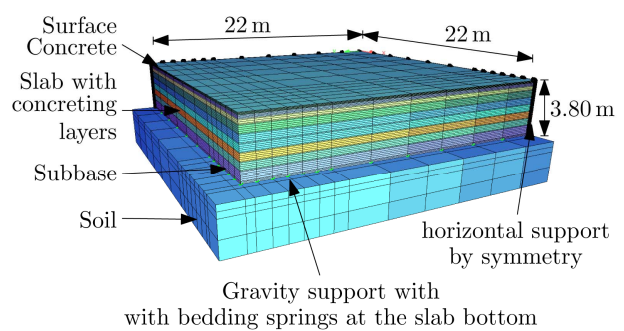 Surface
Concrete
22 m
22 m
Slab with
concreting
layers
3.80 m
Subbase
Soil
horizontal support
by symmetry
Gravity support with
with bedding springs at the slab bottom